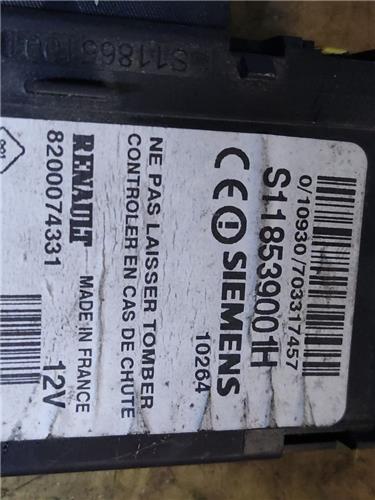 0/10930/703317457
S118539001H
CE SIEMENS
10264
NE PAS LAISSER TOMBER
CONTROLER EN CAS DE CHUTE
RENAULT MADE IN FRANCE
8200074331 12V